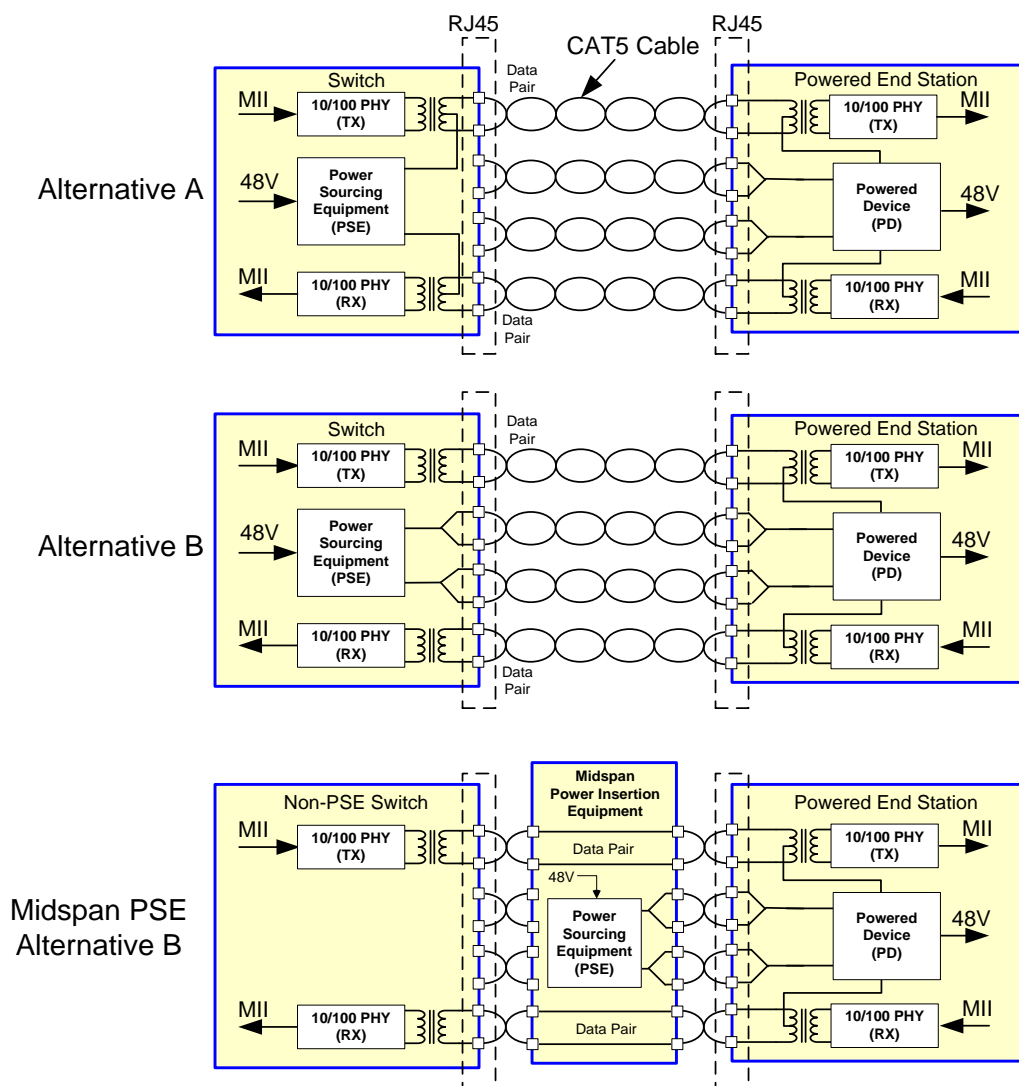 RJ45
RJ45
CAT5 Cable
Alternative A
Switch
MII
10/100 PHY
(TX)
48V
Power
Sourcing
Equipment
(PSE)
MII
10/100 PHY
(RX)
Data
Pair
Data
Pair
Powered End Station
10/100 PHY
(TX)
MII
Powered
Device
(PD)
48V
10/100 PHY
(RX)
MII
Alternative B
Switch
MII
10/100 PHY
(TX)
48V
Power
Sourcing
Equipment
(PSE)
MII
10/100 PHY
(RX)
Data
Pair
Data
Pair
Powered End Station
10/100 PHY
(TX)
MII
Powered
Device
(PD)
48V
10/100 PHY
(RX)
MII
Midspan PSE
Alternative B
Non-PSE Switch
MII
10/100 PHY
(TX)
MII
10/100 PHY
(RX)
Midspan
Power Insertion
Equipment
Data Pair
48V
Power
Sourcing
Equipment
(PSE)
Data Pair
Powered End Station
10/100 PHY
(TX)
MII
Powered
Device
(PD)
48V
10/100 PHY
(RX)
MII